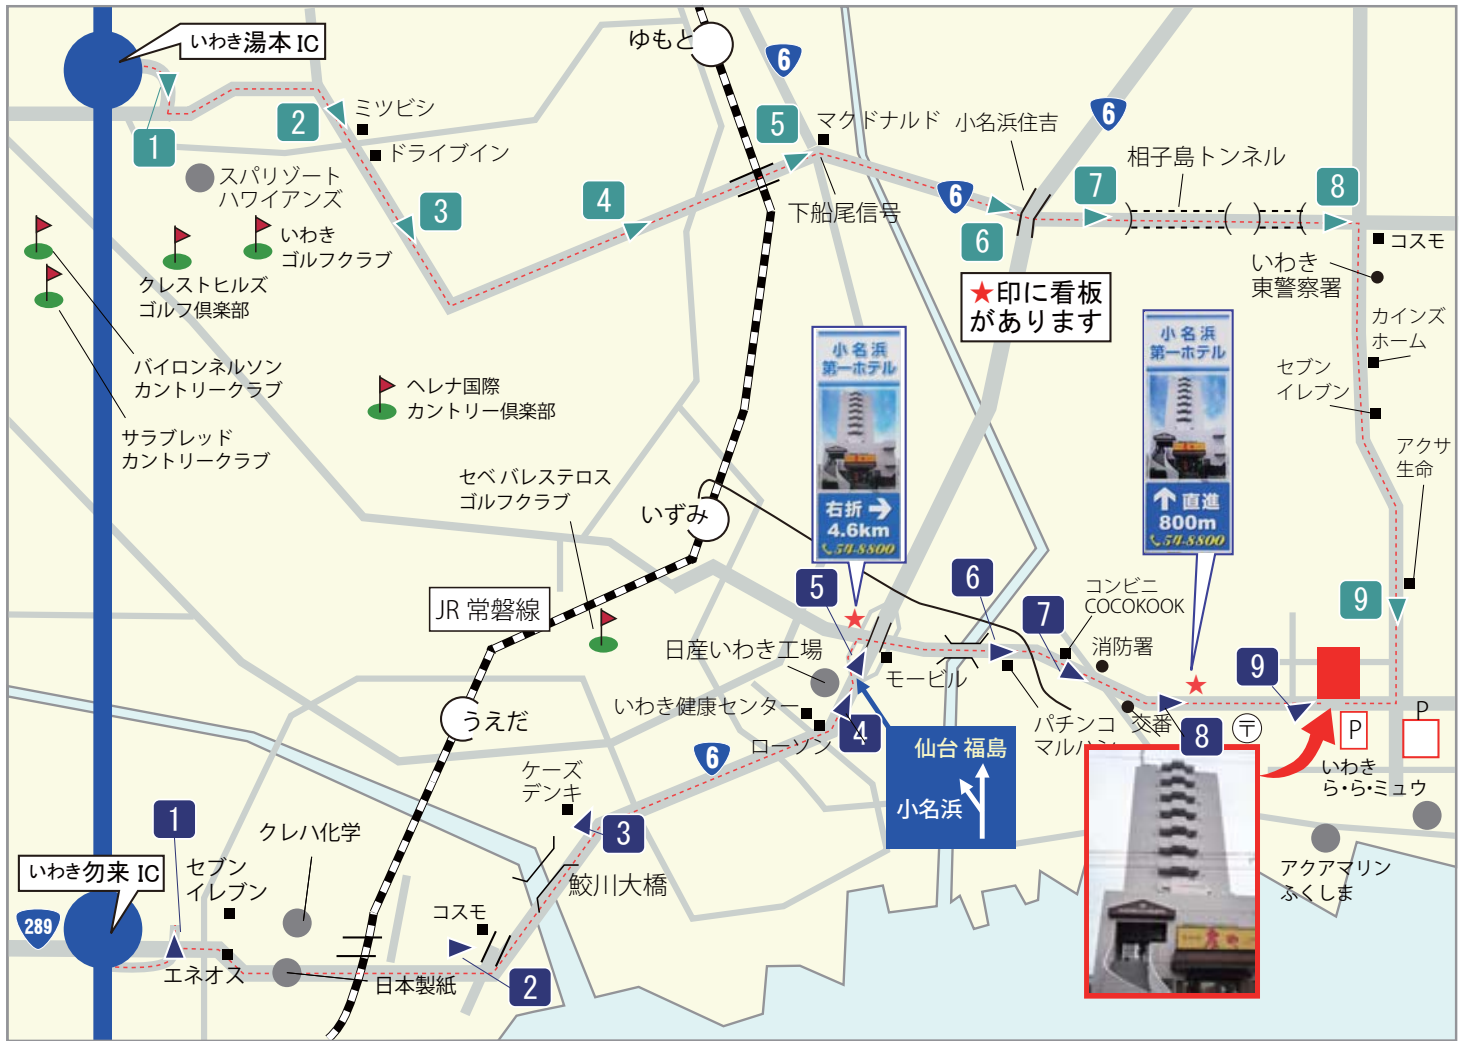 いわき湯本 IC
1
2
ミツビシ
ドライブイン
スパリゾート
ハワイアンズ
3
4
ゆもと
6
5
マクドナルド
下船尾信号
小名浜住吉
6
6
6
7
相子島トンネル
8
コスモ
いわき
東警察署
カインズ
ホーム
セブン
イレブン
アクサ
生命
9
いわき
ゴルフクラブ
クレストヒルズ
ゴルフ倶楽部
バイロンネルソン
カントリークラブ
サラブレッド
カントリークラブ
ヘレナ国際
カントリー倶楽部
セベ バレステロス
ゴルフクラブ
★印に看板
があります
小名浜
第一ホテル
右折
4.6km
54-8800
小名浜
第一ホテル
直進
800m
54-8800
いずみ
JR 常磐線
うえだ
日産いわき工場
いわき健康センター
ローソン
5
4
6
モービル
6
7
コンビニ
COCOKOOK
消防署
パチンコ
マルハン
交番
8
〒
9
P
P
いわき
ら・ら・ミュウ
アクアマリン
ふくしま
仙台 福島
小名浜
ケーズ
デンキ
3
鮫川大橋
コスモ
2
日本製紙
クレハ化学
セブン
イレブン
1
エネオス
いわき勿来 IC
289